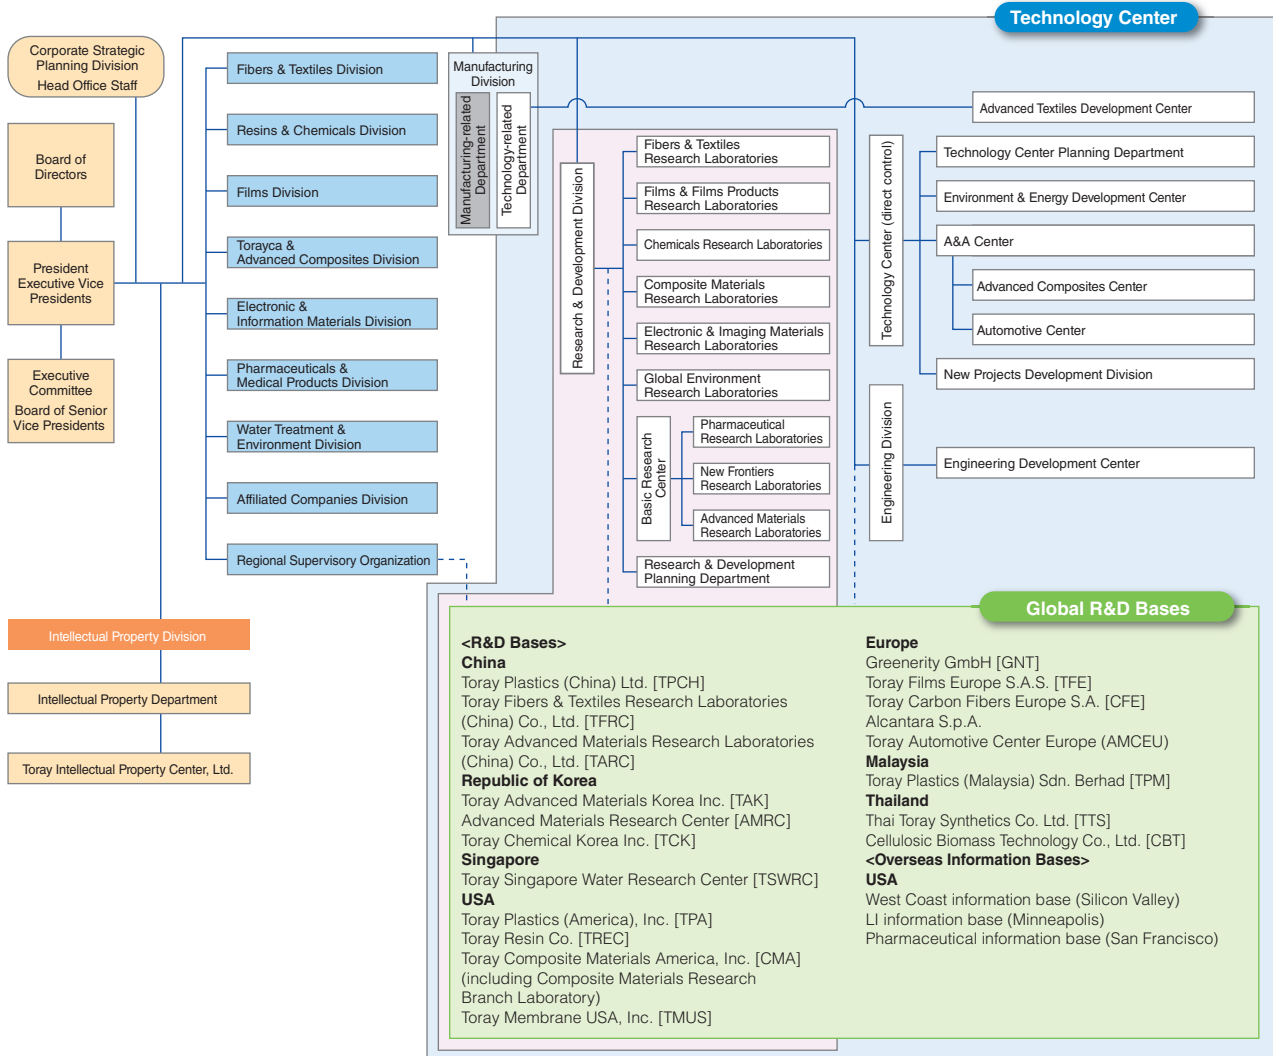 Technology Center
Corporate Strategic
Planning Division
Head Office Staff
Board of
Directors
President
Executive Vice
Presidents
Executive
Committee
Board of Senior
Vice Presidents
Fibers & Textiles Division
Resins & Chemicals Division
Films Division
Torayca &
Advanced Composites Division
Electronic &
Information Materials Division
Pharmaceuticals &
Medical Products Division
Water Treatment &
Environment Division
Affiliated Companies Division
Regional Supervisory Organization
Intellectual Property Division
Intellectual Property Department
Toray Intellectual Property Center, Ltd.
Manufacturing
Division
Manufacturing-related
Department
Technology-related
Department
Research & Development Division
Fibers & Textiles
Research Laboratories
Films & Films Products
Research Laboratories
Chemicals Research Laboratories
Composite Materials
Research Laboratories
Electronic & Imaging Materials
Research Laboratories
Global Environment
Research Laboratories
Basic Research
Center
Pharmaceutical
Research Laboratories
New Frontiers
Research Laboratories
Advanced Materials
Research Laboratories
Research & Development
Planning Department
Advanced Textiles Development Center
Technology Center (direct control)
Technology Center Planning Department
Environment & Energy Development Center
A&A Center
Advanced Composites Center
Automotive Center
New Projects Development Division
Engineering Division
Engineering Development Center
Global R&D Bases
<R&D Bases>
China
Toray Plastics (China) Ltd. [TPCH]
Toray Fibers & Textiles Research Laboratories
(China) Co., Ltd. [TFRC]
Toray Advanced Materials Research Laboratories
(China) Co., Ltd. [TARC]
Republic of Korea
Toray Advanced Materials Korea Inc. [TAK]
Advanced Materials Research Center [AMRC]
Toray Chemical Korea Inc. [TCK]
Singapore
Toray Singapore Water Research Center [TSWRC]
USA
Toray Plastics (America), Inc. [TPA]
Toray Resin Co. [TREC]
Toray Composite Materials America, Inc. [CMA]
(including Composite Materials Research
Branch Laboratory)
Toray Membrane USA, Inc. [TMUS]
Europe
Greenerity GmbH [GNT]
Toray Films Europe S.A.S. [TFE]
Toray Carbon Fibers Europe S.A. [CFE]
Alcantara S.p.A.
Toray Automotive Center Europe (AMCEU)
Malaysia
Toray Plastics (Malaysia) Sdn. Berhad [TPM]
Thailand
Thai Toray Synthetics Co. Ltd. [TTS]
Cellulosic Biomass Technology Co., Ltd. [CBT]
<Overseas Information Bases>
USA
West Coast information base (Silicon Valley)
LI information base (Minneapolis)
Pharmaceutical information base (San Francisco)